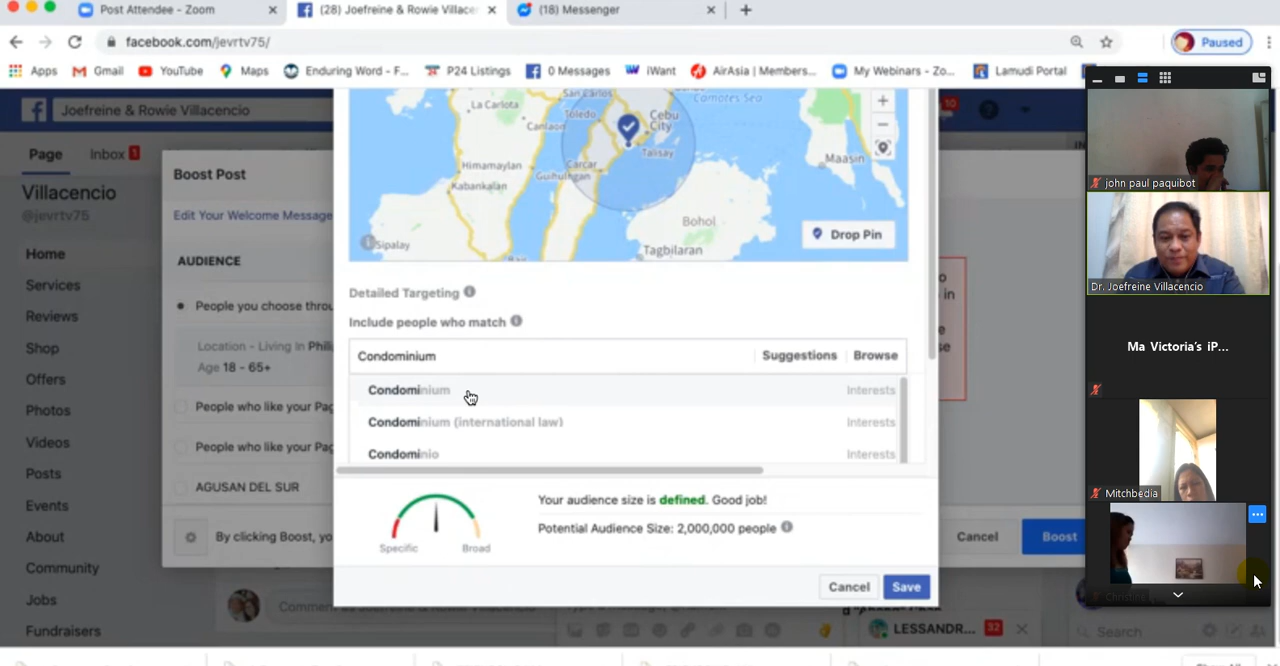 Post Attendee - Zoom
(28) Joefreine & Rowie Villacen
(18) Messenger
facebook.com/jevrtv75/
Paused
Apps
Gmail
YouTube
Maps
Enduring Word - F...
P24 Listings
0 Messages
iWant
AirAsia | Members...
My Webinars - Zo...
Lamudi Portal
Joefreine & Rowie Villacencio
10
Page
Inbox 1
Villacencio
@jevrtv75
Home
Services
Reviews
Shop
Offers
Photos
Videos
Posts
Events
About
Community
Jobs
Fundraisers
Boost Post
Edit Your Welcome Message
AUDIENCE
People you choose throu
Location - Living In Phili
Age 18 - 65+
People who like your Pag
People who like your Pag
AGUSAN DEL SUR
By clicking Boost, yo
Cancel
Boost
La Carlota
San Carlos
Toledo
Canlaon
Cebu
City
Talisay
Camotes Sea
Himamaylan
Carcar
Guihulngan
Kabankalan
Maasin
Bohol
Sipalay
Tagbilaran
Drop Pin
Detailed Targeting
Include people who match
Condominium
Suggestions
Browse
Condominium
Interests
Condominium (international law)
Interests
Condominio
Interests
Specific
Broad
Your audience size is defined. Good job!
Potential Audience Size: 2,000,000 people
Cancel
Save
LESSANDR...
32
Search
john paul paquibot
Dr. Joefreine Villacencio
Ma Victoria's iP...
Mitchbedia